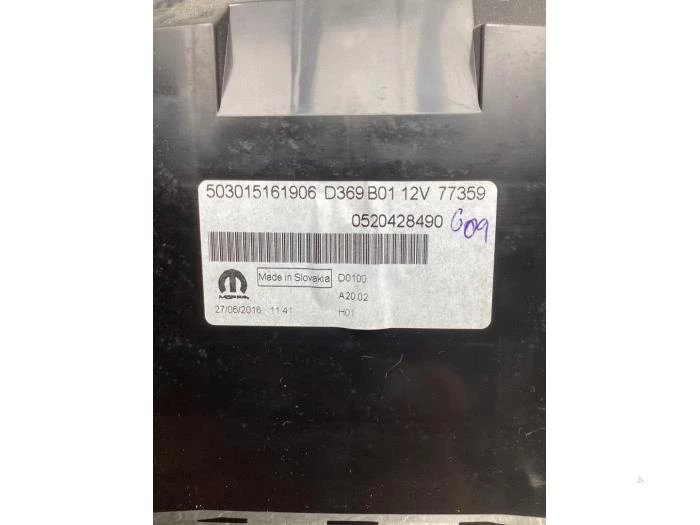 503015161906 D369 B01 12V 77359
0520428490 G09
Made in Slovakia D0100
MOPAR A20.02
27/06/2016 11.41 H01